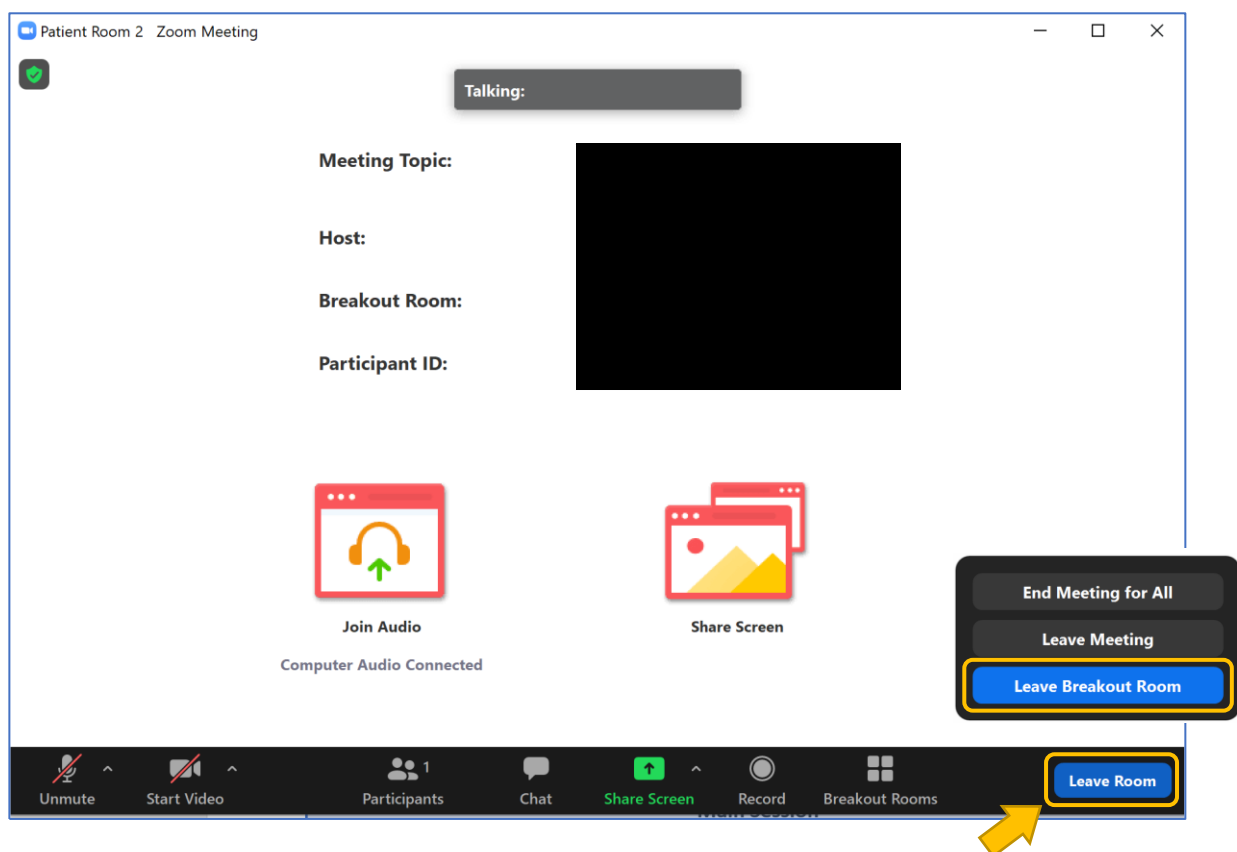 Patient Room 2 Zoom Meeting
Talking:
Meeting Topic:
Host:
Breakout Room:
Participant ID:
Join Audio
Share Screen
Computer Audio Connected
End Meeting for All
Leave Meeting
Leave Breakout Room
1
Unmute
Start Video
Participants
Chat
Share Screen
Record
Breakout Rooms
Leave Room
Main Session